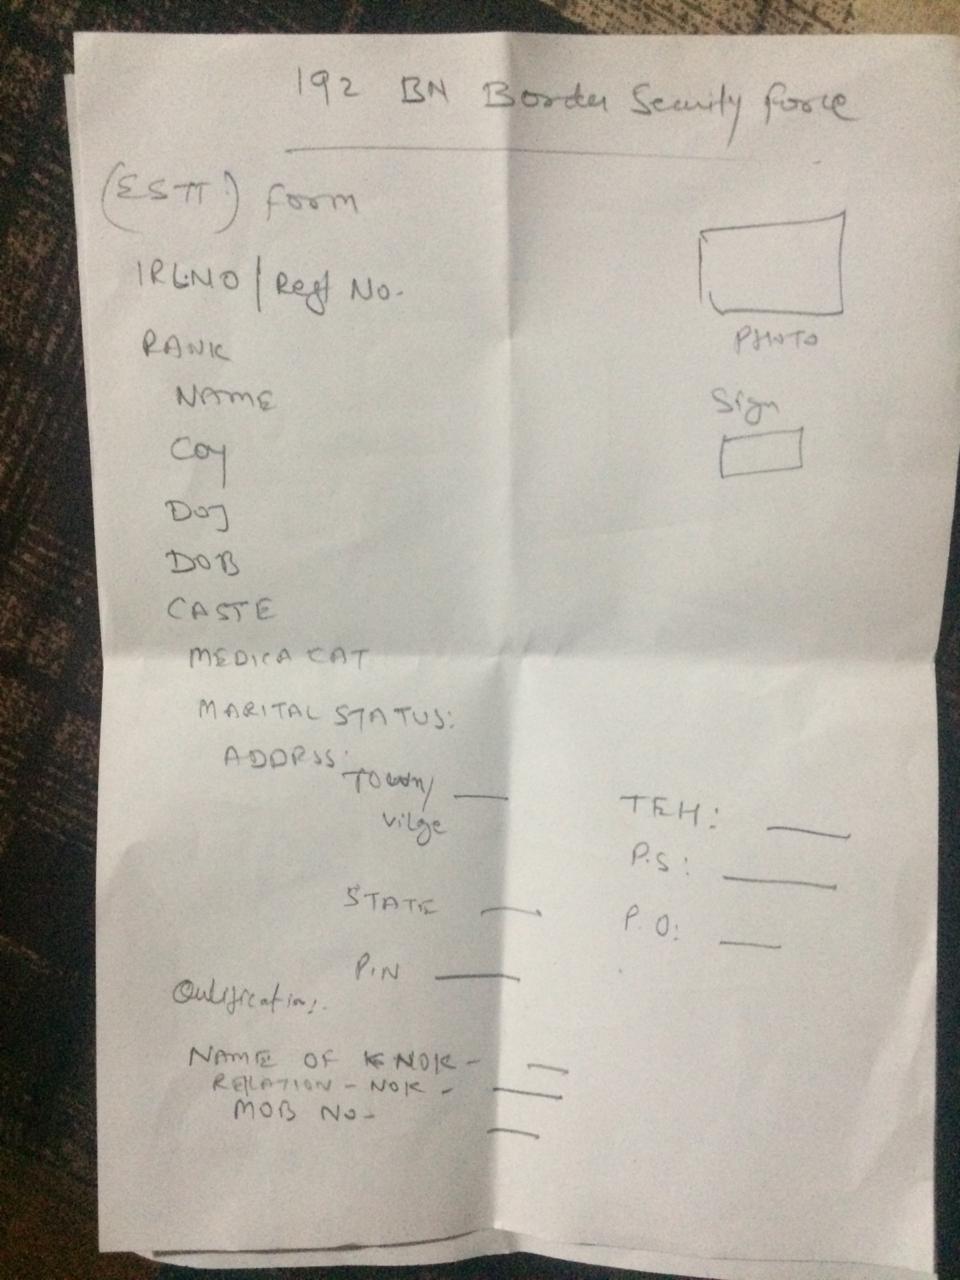 192 BN Border Security Force
(ESTT) form
IRLNO / Regt No.
PHOTO
RANK
NAME
Sign
Coy
DOJ
DOB
CASTE
MEDICA CAT
MARITAL STATUS:
ADDRSS:
Town/
Vilge
TEH:
P.S:
STATE
P.O:
PIN
Qulification:
NAME OF NOK -
RELATION - NOK -
MOB NO -